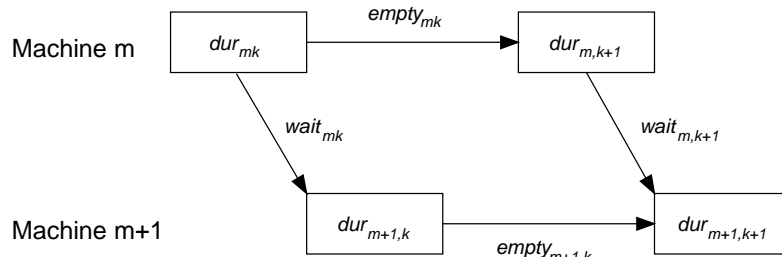 empty_mk
Machine m dur_mk dur_m,k+1
wait_mk wait_m,k+1
Machine m+1 dur_m+1,k dur_m+1,k+1
empty_m+1,k